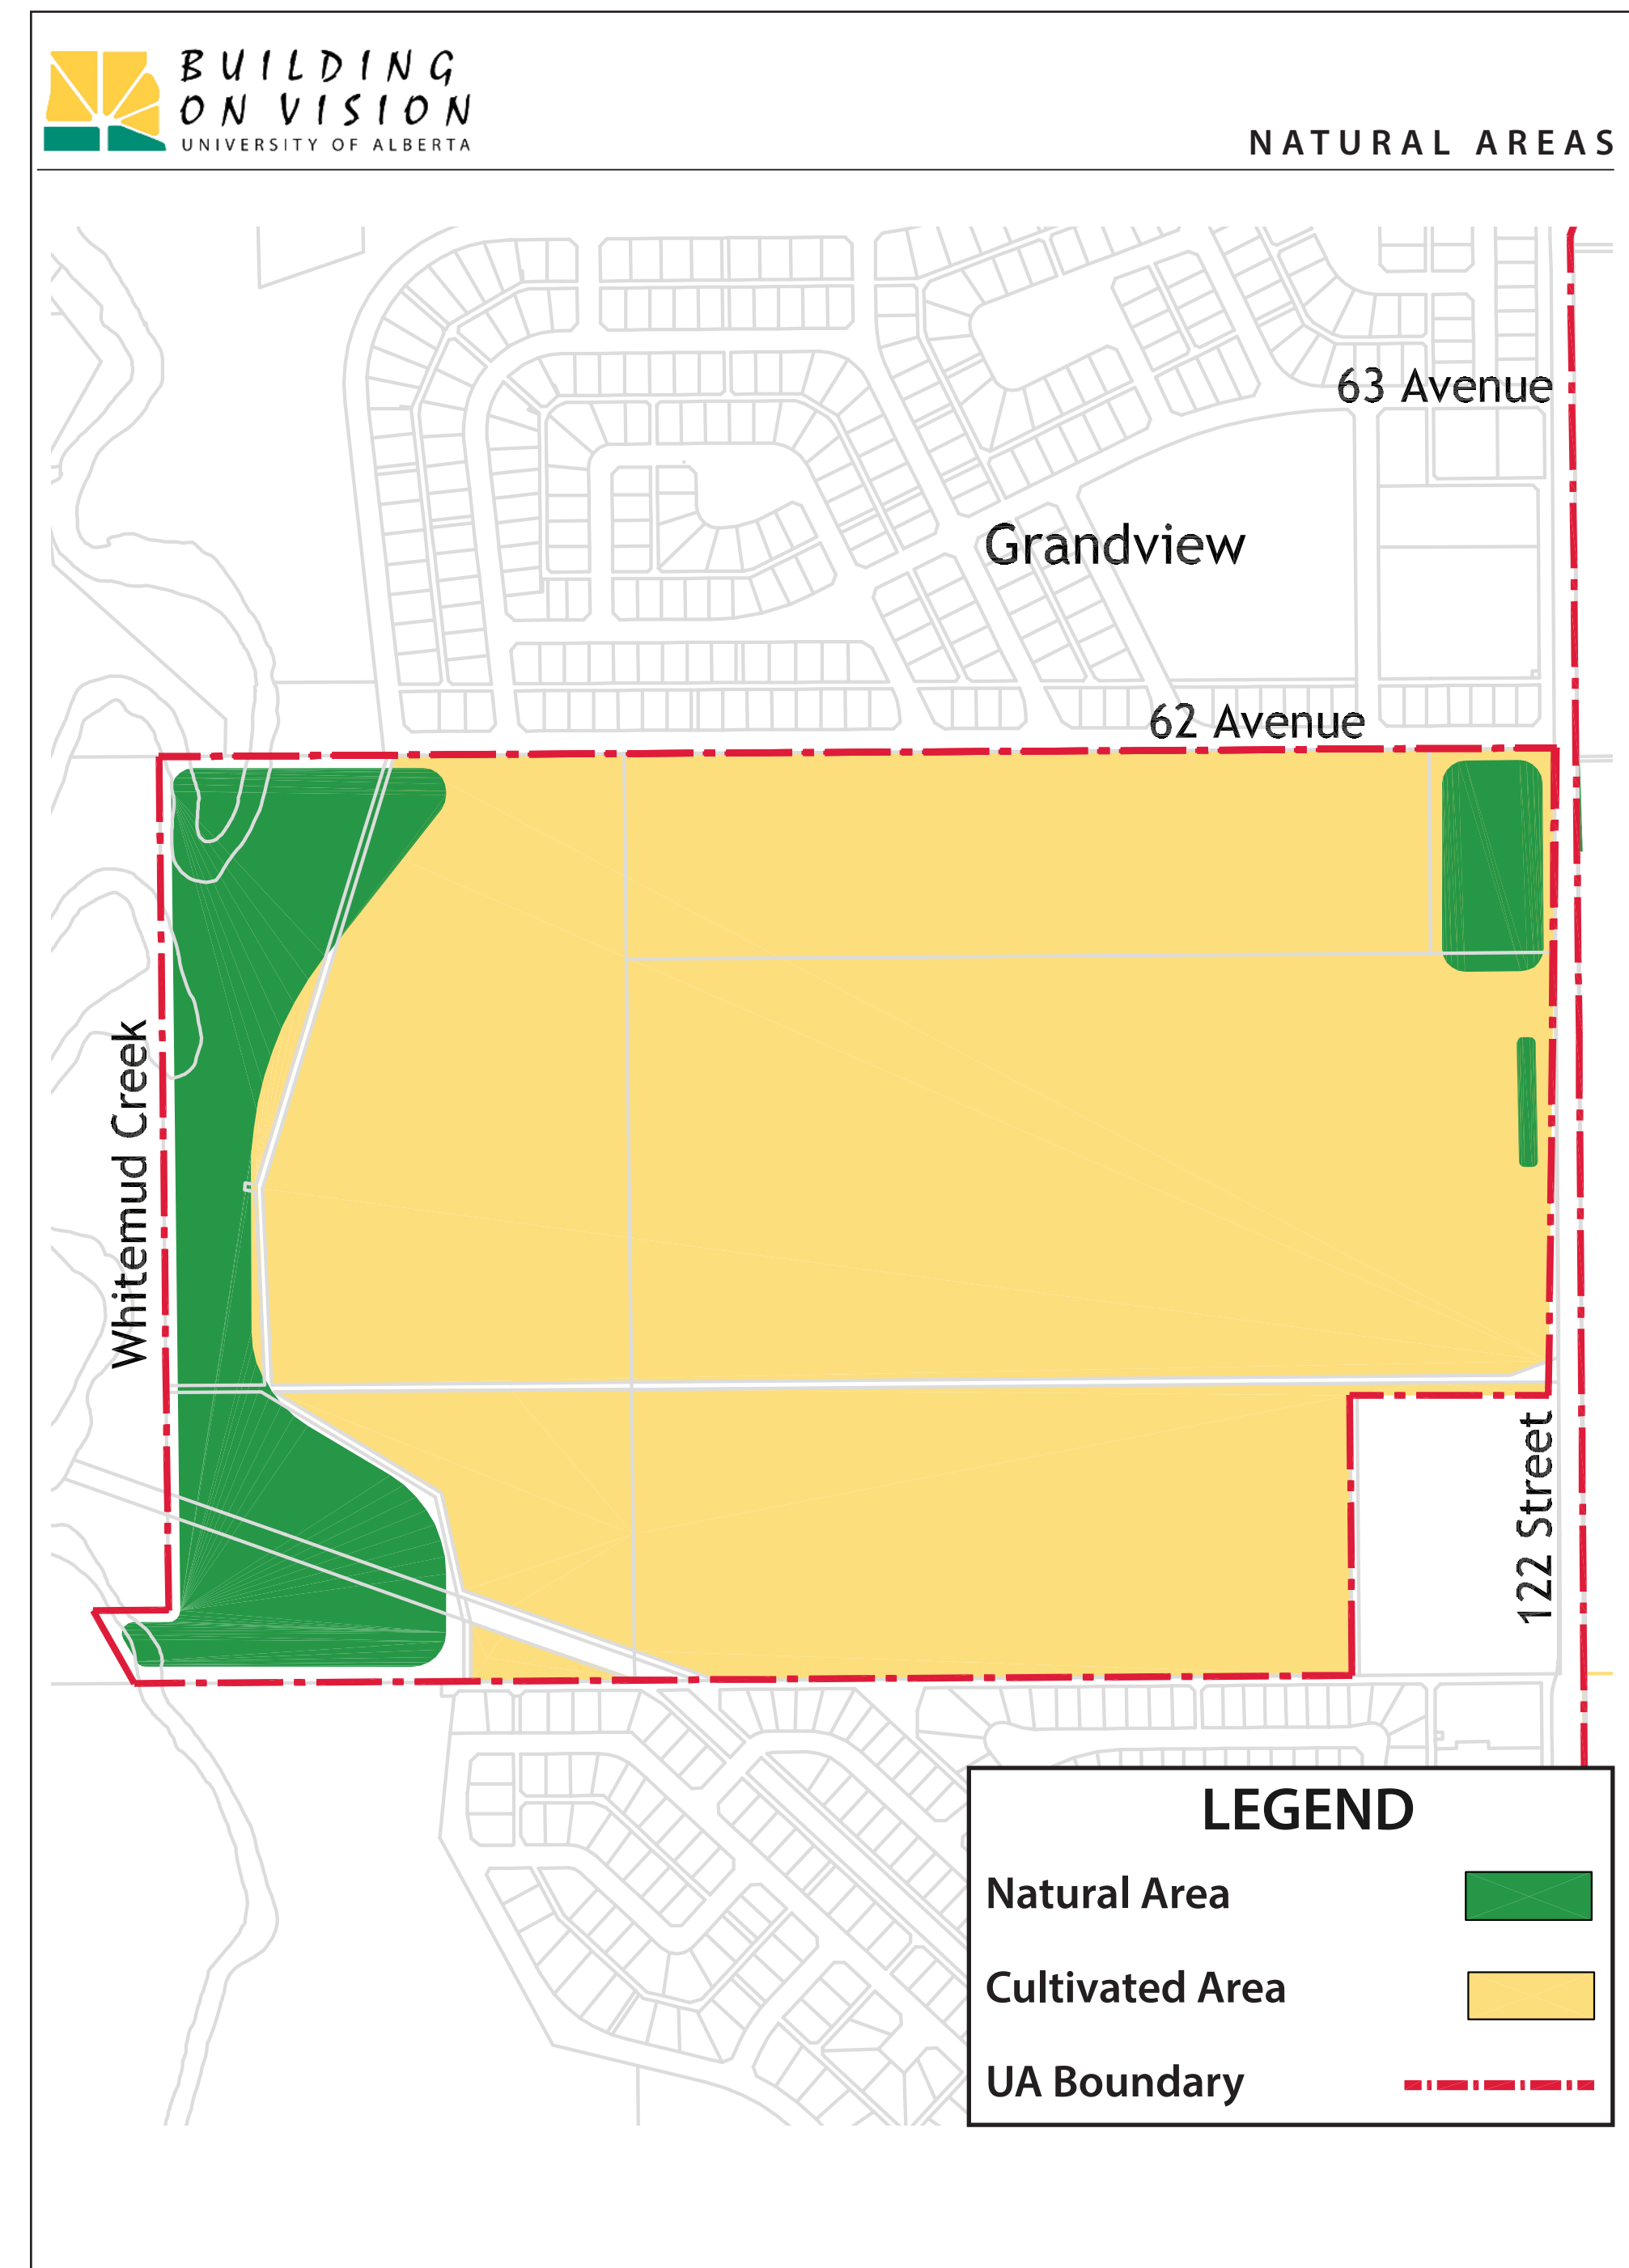 BUILDING
ON VISION
UNIVERSITY OF ALBERTA
NATURAL AREAS
63 Avenue
Grandview
62 Avenue
Whitemud Creek
122 Street
LEGEND
Natural Area
Cultivated Area
UA Boundary